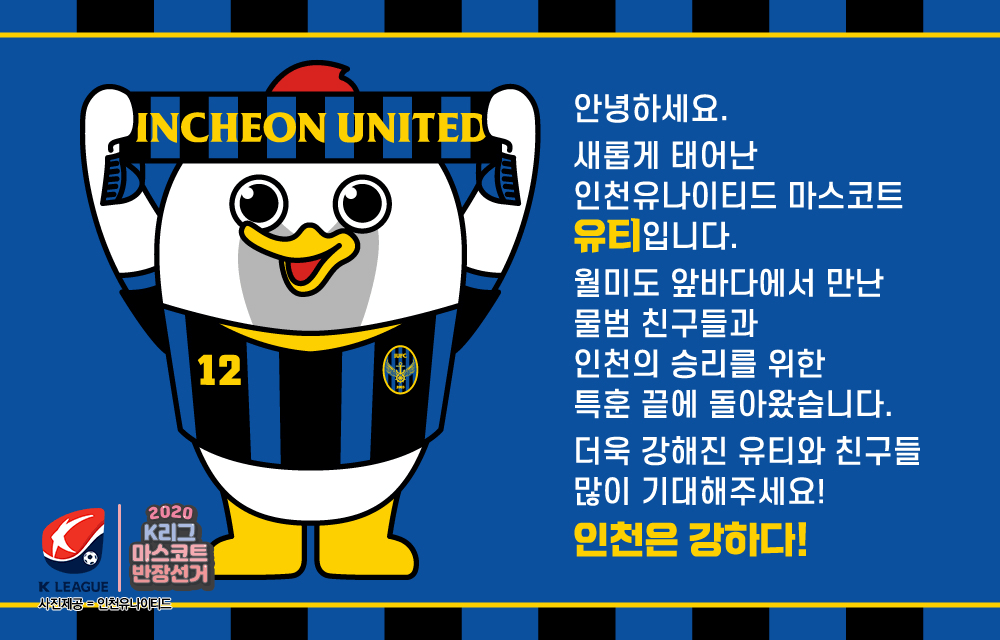 INCHEON UNITED
안녕하세요.
새롭게 태어난
인천유나이티드 마스코트
유티입니다.
월미도 앞바다에서 만난
물범 친구들과
인천의 승리를 위한
특훈 끝에 돌아왔습니다.
더욱 강해진 유티와 친구들
많이 기대해주세요!
인천은 강하다!
12
IUFC
2003
K LEAGUE
2020
K리그
마스코트
반장선거
사진제공 - 인천유나이티드